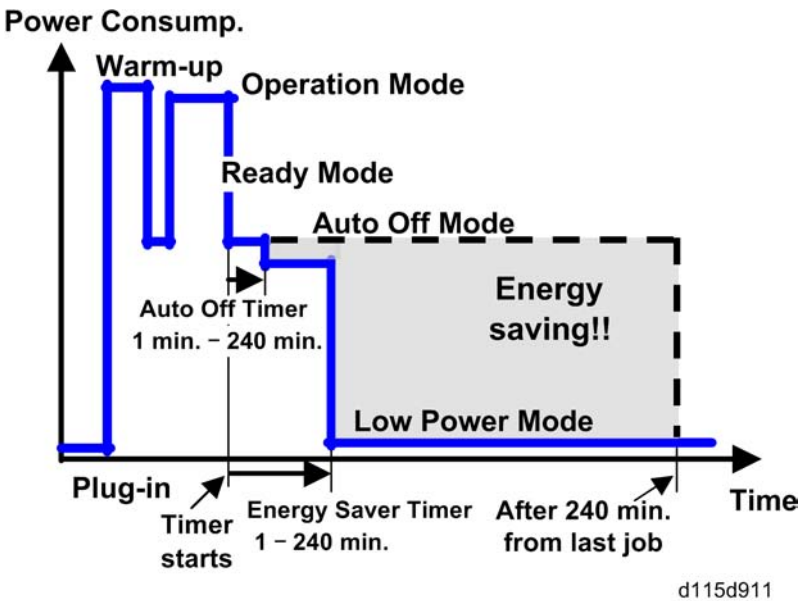 Power Consump.
Warm-up
Operation Mode
Ready Mode
Auto Off Mode
Energy
saving!!
Auto Off Timer
1 min. – 240 min.
Low Power Mode
Plug-in
Timer
starts
Energy Saver Timer
1 – 240 min.
After 240 min.
from last job
Time
d115d911